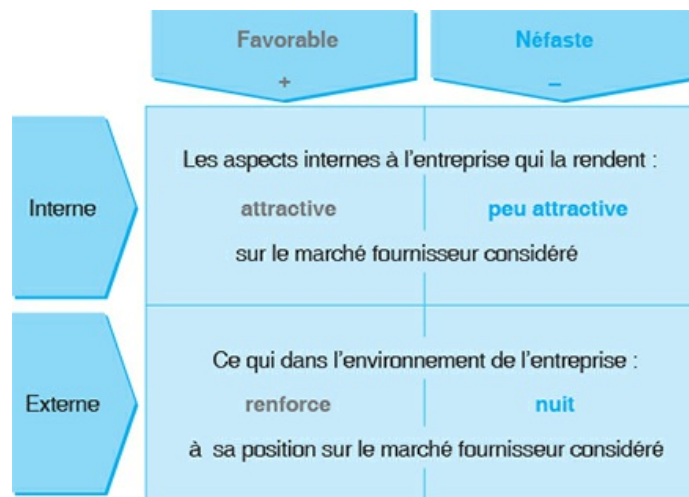 Favorable Néfaste
+ –
Les aspects internes à l'entreprise qui la rendent :
Interne attractive peu attractive
sur le marché fournisseur considéré
Ce qui dans l'environnement de l'entreprise :
Externe renforce nuit
à sa position sur le marché fournisseur considéré